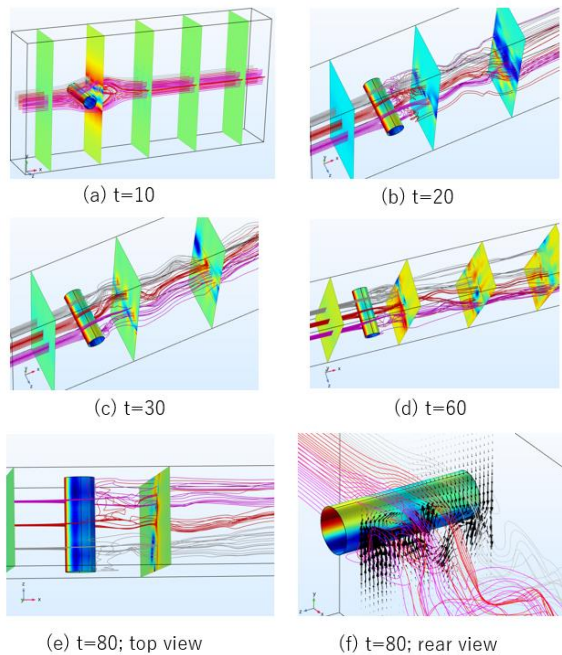 (a) t=10
(b) t=20
(c) t=30
(d) t=60
(e) t=80; top view
(f) t=80; rear view